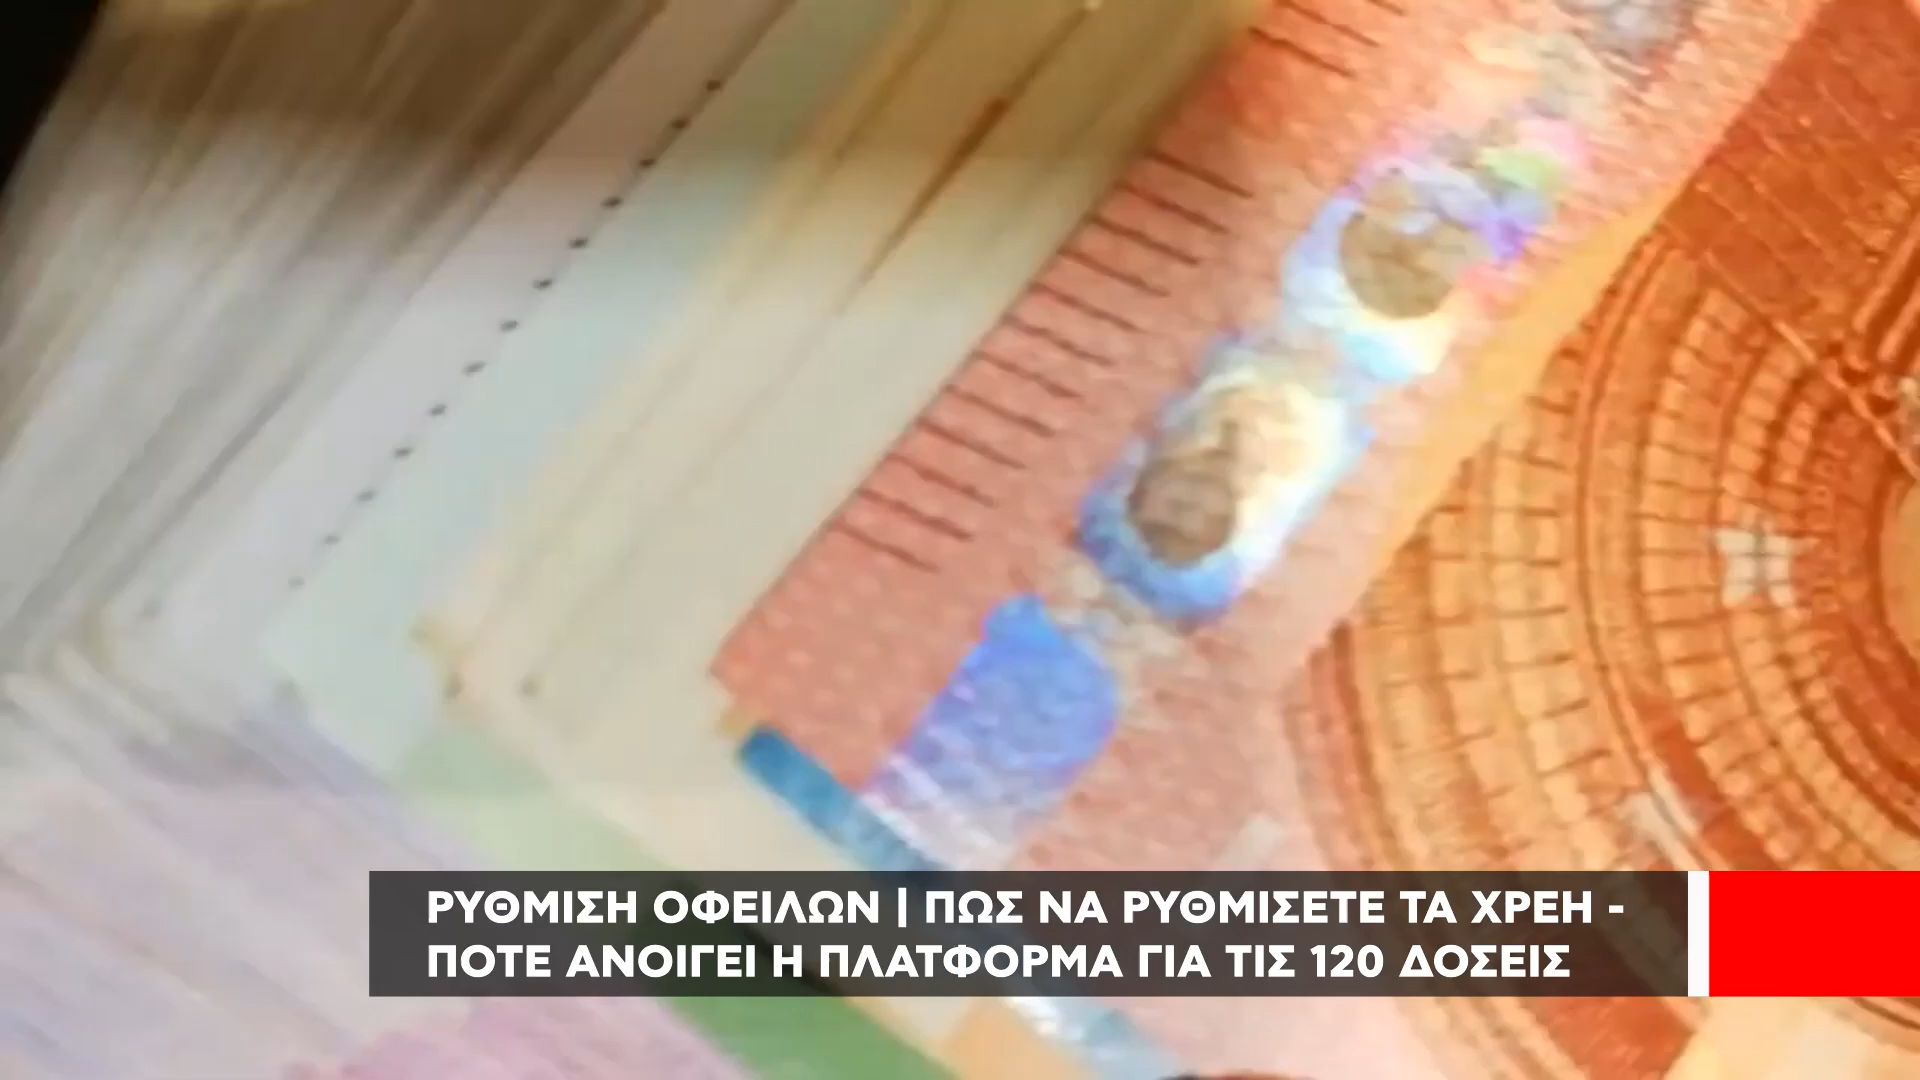 ΡΥΘΜΙΣΗ ΟΦΕΙΛΩΝ | ΠΩΣ ΝΑ ΡΥΘΜΙΣΕΤΕ ΤΑ ΧΡΕΗ -
ΠΟΤΕ ΑΝΟΙΓΕΙ Η ΠΛΑΤΦΟΡΜΑ ΓΙΑ ΤΙΣ 120 ΔΟΣΕΙΣ